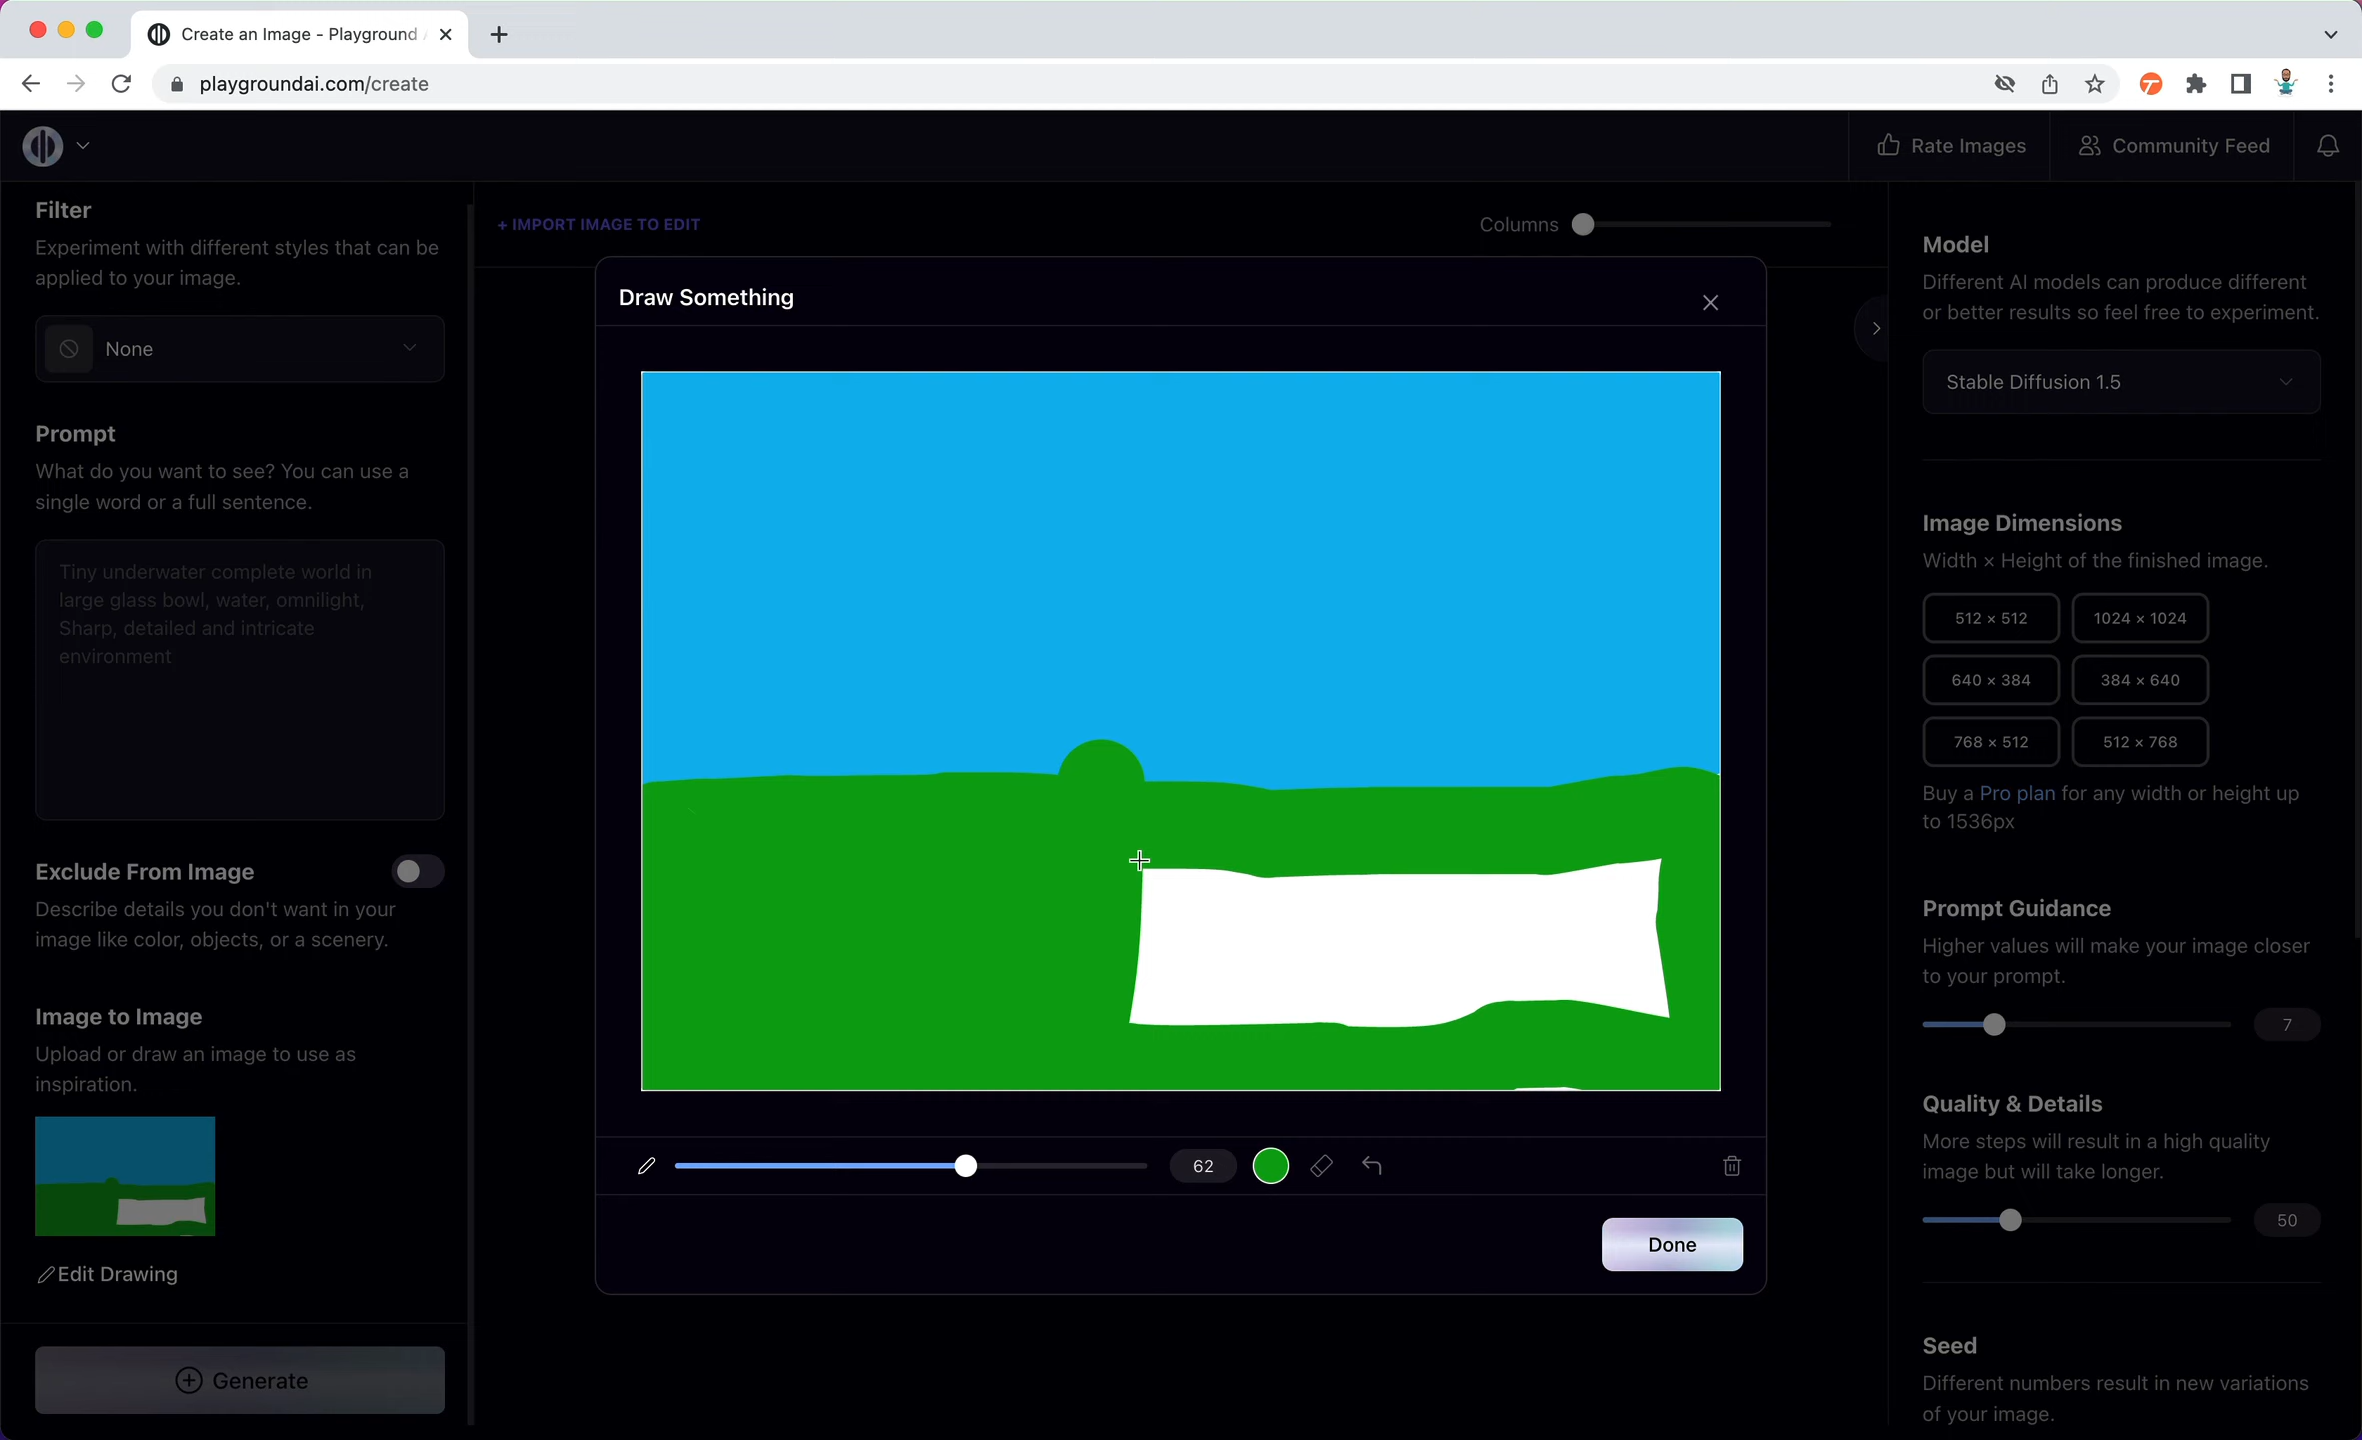 Create an Image - Playground
playgroundai.com/create
Rate Images
Community Feed
Filter
Experiment with different styles that can be
applied to your image.
None
Prompt
What do you want to see? You can use a
single word or a full sentence.
Tiny underwater complete world in
large glass bowl, water, omnilight,
Sharp, detailed and intricate
environment
Exclude From Image
Describe details you don't want in your
image like color, objects, or a scenery.
Image to Image
Upload or draw an image to use as
inspiration.
Edit Drawing
Generate
+ IMPORT IMAGE TO EDIT
Columns
Draw Something
62
Done
Model
Different AI models can produce different
or better results so feel free to experiment.
Stable Diffusion 1.5
Image Dimensions
Width × Height of the finished image.
512 × 512
1024 × 1024
640 × 384
384 × 640
768 × 512
512 × 768
Buy a Pro plan for any width or height up
to 1536px
Prompt Guidance
Higher values will make your image closer
to your prompt.
7
Quality & Details
More steps will result in a high quality
image but will take longer.
50
Seed
Different numbers result in new variations
of your image.